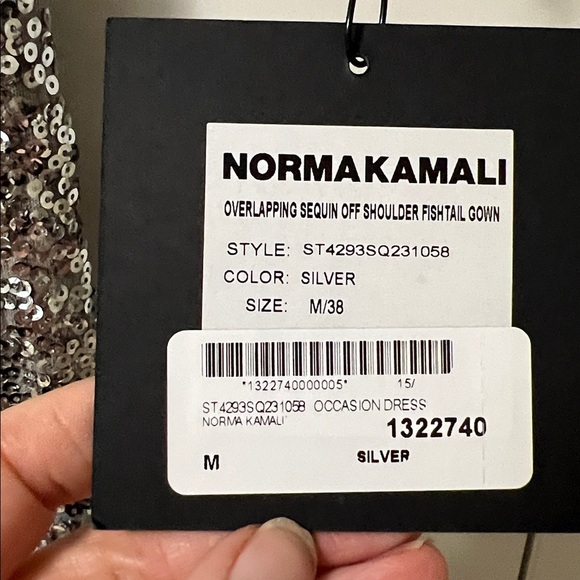 NORMAKAMALI
OVERLAPPING SEQUIN OFF SHOULDER FISHTAIL GOWN
STYLE: ST4293SQ231058
COLOR: SILVER
SIZE: M/38
*1322740000005* 15/
ST4293SQ231058 OCCASION DRESS
NORMA KAMALI
1322740
M SILVER